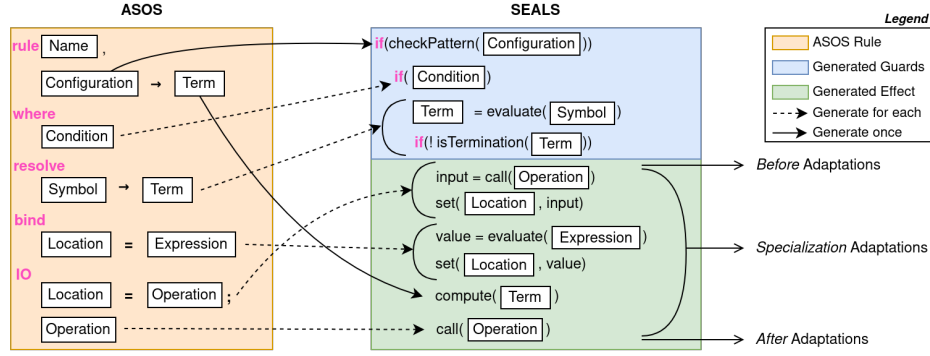 ASOS
rule Name ,
Configuration → Term
where
Condition
resolve
Symbol → Term
bind
Location = Expression
IO
Location = Operation ;
Operation
SEALS
if(checkPattern( Configuration ))
if( Condition )
Term = evaluate( Symbol )
if(! isTermination( Term ))
input = call( Operation )
set( Location , input)
value = evaluate( Expression )
set( Location , value)
compute( Term )
call( Operation )
Legend
ASOS Rule
Generated Guards
Generated Effect
Generate for each
Generate once
Before Adaptations
Specialization Adaptations
After Adaptations